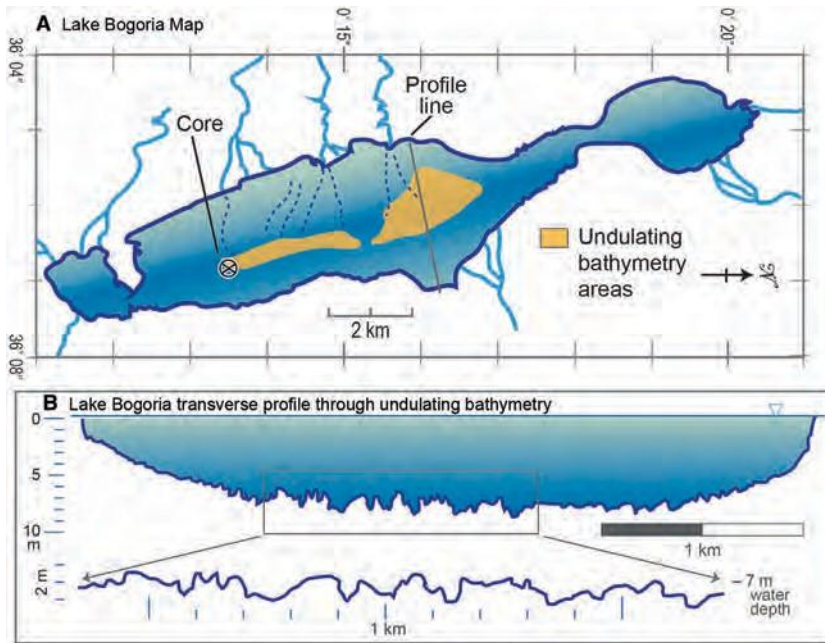 A Lake Bogoria Map
0° 15"
0° 20"
36° 04"
Profile
line
Core
Undulating
bathymetry
areas
N
2 km
36° 08"
B Lake Bogoria transverse profile through undulating bathymetry
0
5
10
m
1 km
2 m
–7 m
water
depth
1 km